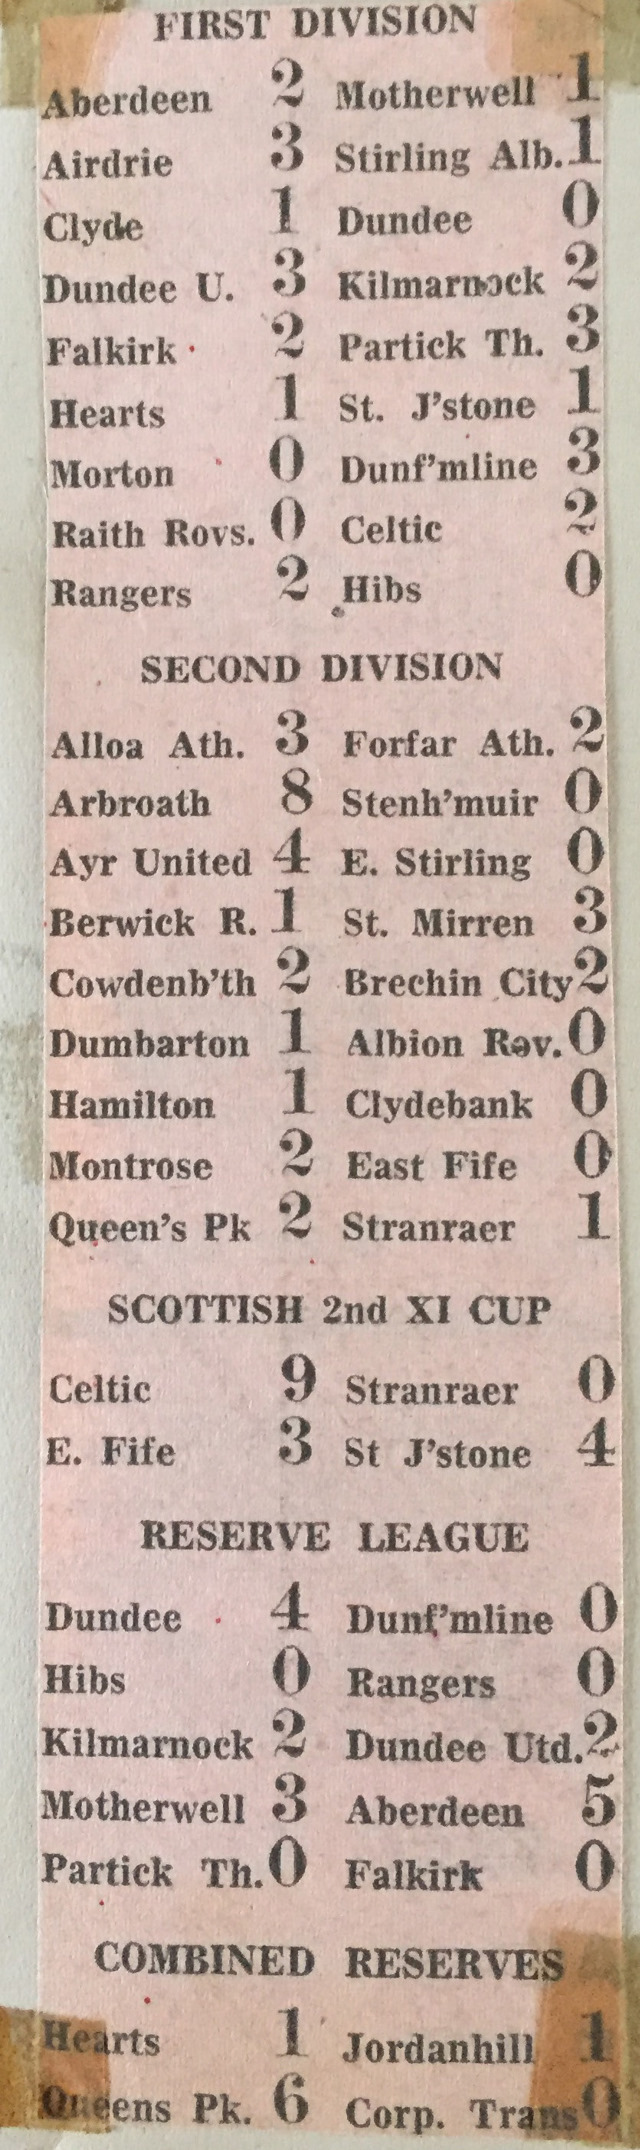 FIRST DIVISION
Aberdeen 2 Motherwell 1
Airdrie 3 Stirling Alb. 1
Clyde 1 Dundee 0
Dundee U. 3 Kilmarnock 2
Falkirk 2 Partick Th. 3
Hearts 1 St. J'stone 1
Morton 0 Dunf'mline 3
Raith Rovs. 0 Celtic 2
Rangers 2 Hibs 0
SECOND DIVISION
Alloa Ath. 3 Forfar Ath. 2
Arbroath 8 Stenh'muir 0
Ayr United 4 E. Stirling 0
Berwick R. 1 St. Mirren 3
Cowdenb'th 2 Brechin City 2
Dumbarton 1 Albion Rov. 0
Hamilton 1 Clydebank 0
Montrose 2 East Fife 0
Queen's Pk 2 Stranraer 1
SCOTTISH 2nd XI CUP
Celtic 9 Stranraer 0
E. Fife 3 St J'stone 4
RESERVE LEAGUE
Dundee 4 Dunf'mline 0
Hibs 0 Rangers 0
Kilmarnock 2 Dundee Utd. 2
Motherwell 3 Aberdeen 5
Partick Th. 0 Falkirk 0
COMBINED RESERVES
Hearts 1 Jordanhill 1
Queens Pk. 6 Corp. Trans 0